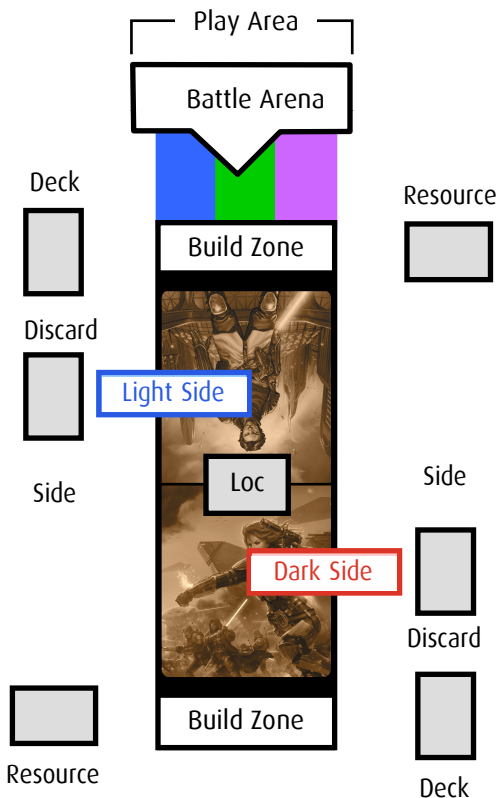 Play Area
Battle Arena
Deck
Resource
Build Zone
Discard
Light Side
Side
Loc
Side
Dark Side
Discard
Build Zone
Resource
Deck